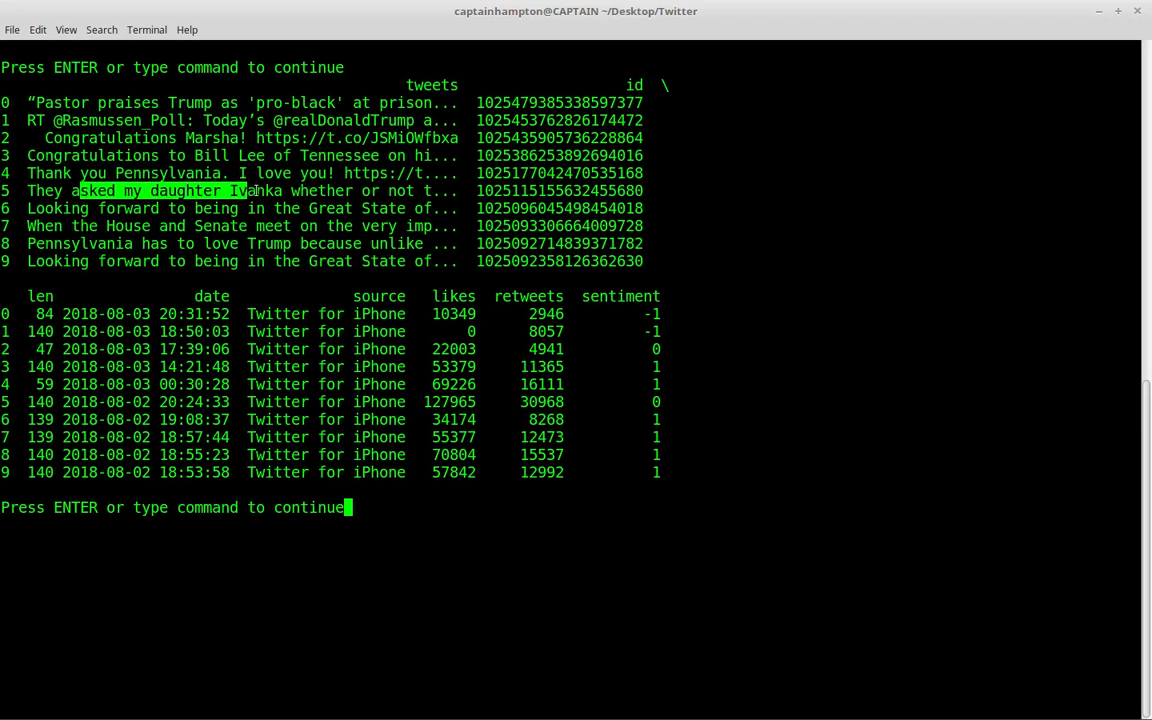 captainhampton@CAPTAIN ~/Desktop/Twitter
File Edit View Search Terminal Help
Press ENTER or type command to continue
tweets id \
0 “Pastor praises Trump as 'pro-black' at prison... 1025479385338597377
1 RT @Rasmussen_Poll: Today’s @realDonaldTrump a... 1025453762826174472
2 Congratulations Marsha! https://t.co/JSMiOWfbxa 1025435905736228864
3 Congratulations to Bill Lee of Tennessee on hi... 1025386253892694016
4 Thank you Pennsylvania. I love you! https://t.... 1025177042470535168
5 They asked my daughter Ivanka whether or not t... 1025115155632455680
6 Looking forward to being in the Great State of... 1025096045498454018
7 When the House and Senate meet on the very imp... 1025093306664009728
8 Pennsylvania has to love Trump because unlike ... 1025092714839371782
9 Looking forward to being in the Great State of... 1025092358126362630
len date source likes retweets sentiment
0 84 2018-08-03 20:31:52 Twitter for iPhone 10349 2946 -1
1 140 2018-08-03 18:50:03 Twitter for iPhone 0 8057 -1
2 47 2018-08-03 17:39:06 Twitter for iPhone 22003 4941 0
3 140 2018-08-03 14:21:48 Twitter for iPhone 53379 11365 1
4 59 2018-08-03 00:30:28 Twitter for iPhone 69226 16111 1
5 140 2018-08-02 20:24:33 Twitter for iPhone 127965 30968 0
6 139 2018-08-02 19:08:37 Twitter for iPhone 34174 8268 1
7 139 2018-08-02 18:57:44 Twitter for iPhone 55377 12473 1
8 140 2018-08-02 18:55:23 Twitter for iPhone 70804 15537 1
9 140 2018-08-02 18:53:58 Twitter for iPhone 57842 12992 1
Press ENTER or type command to continue